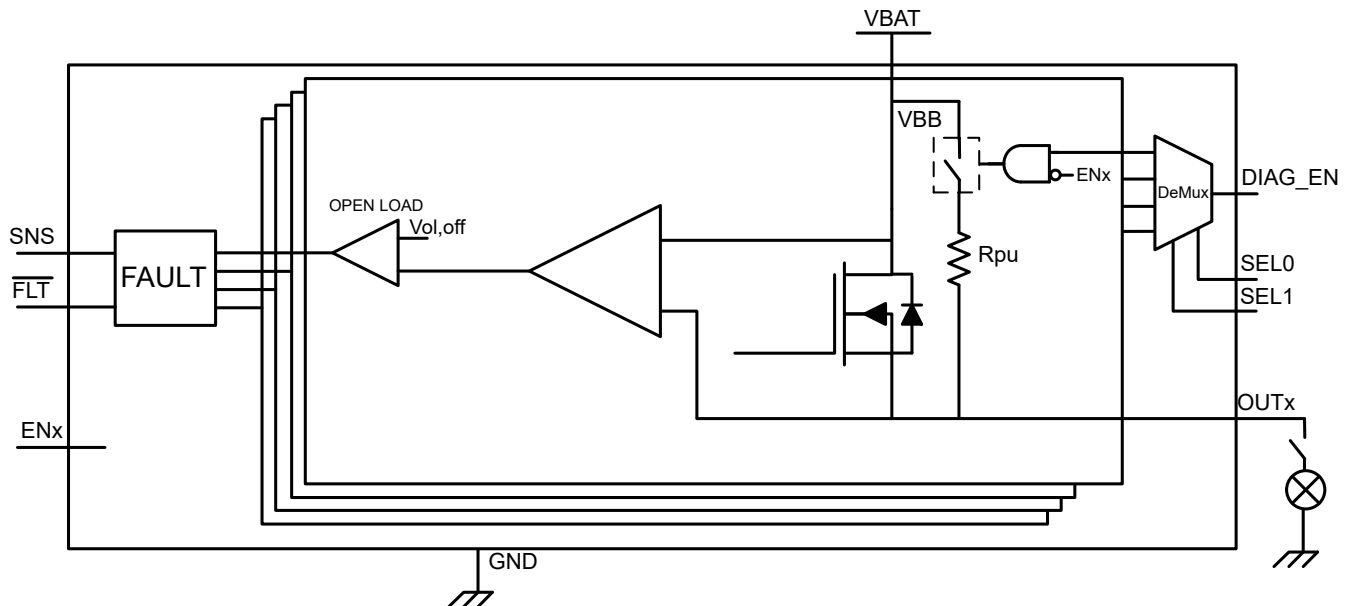 VBAT
VBB
ENx
DeMux
DIAG_EN
OPEN LOAD
Vol,off
SNS
FAULT
FLT
Rpu
SEL0
SEL1
OUTx
ENx
GND